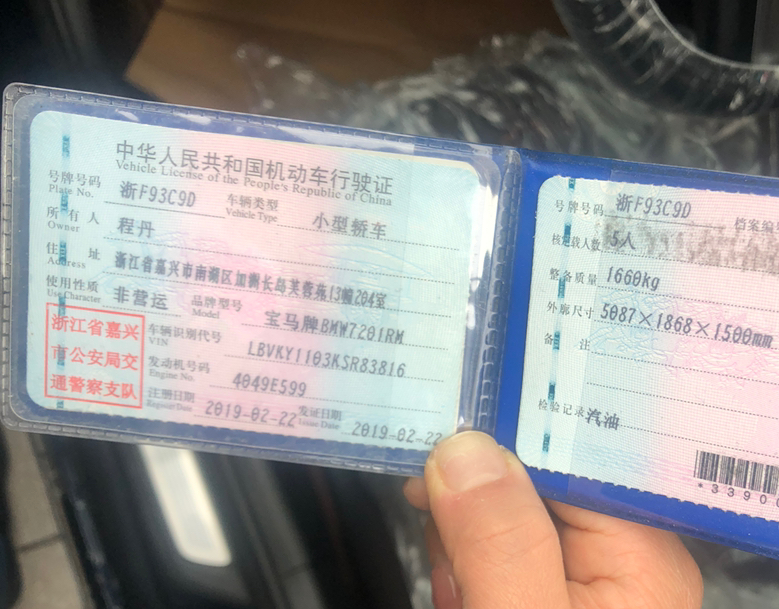 中华人民共和国机动车行驶证
Vehicle License of the People's Republic of China
号牌号码 浙F93C9D 车辆类型 小型轿车
Plate No. Vehicle Type
所有人 程丹
Owner
住址 浙江省嘉兴市南湖区加洲长岛芙蓉苑13幢204室
Address
使用性质 非营运 品牌型号 宝马牌BMW7201RM
Use Character Model
浙江省嘉兴
市公安局交
通警察支队
车辆识别代号 LBVKY1103KSR83816
VIN
发动机号码 4049E599
Engine No.
注册日期 2019-02-22 发证日期 2019-02-22
Register Date Issue Date
号牌号码 浙F93C9D 档案编
核定载人数 5人
整备质量 1660kg
外廓尺寸 5087×1868×1500mm
备注
检验记录 汽油
*3390